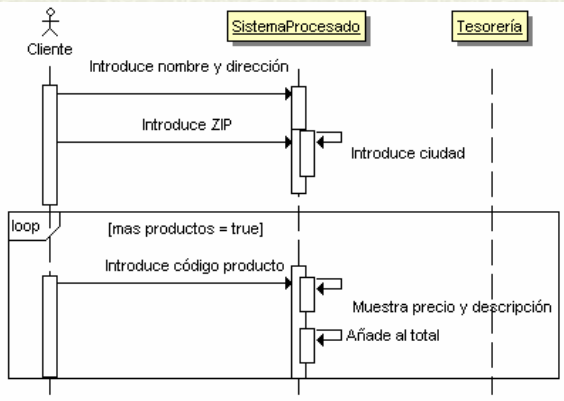 SistemaProcesado
Tesorería
Cliente
Introduce nombre y dirección
Introduce ZIP
Introduce ciudad
loop
[mas productos = true]
Introduce código producto
Muestra precio y descripción
Añade al total